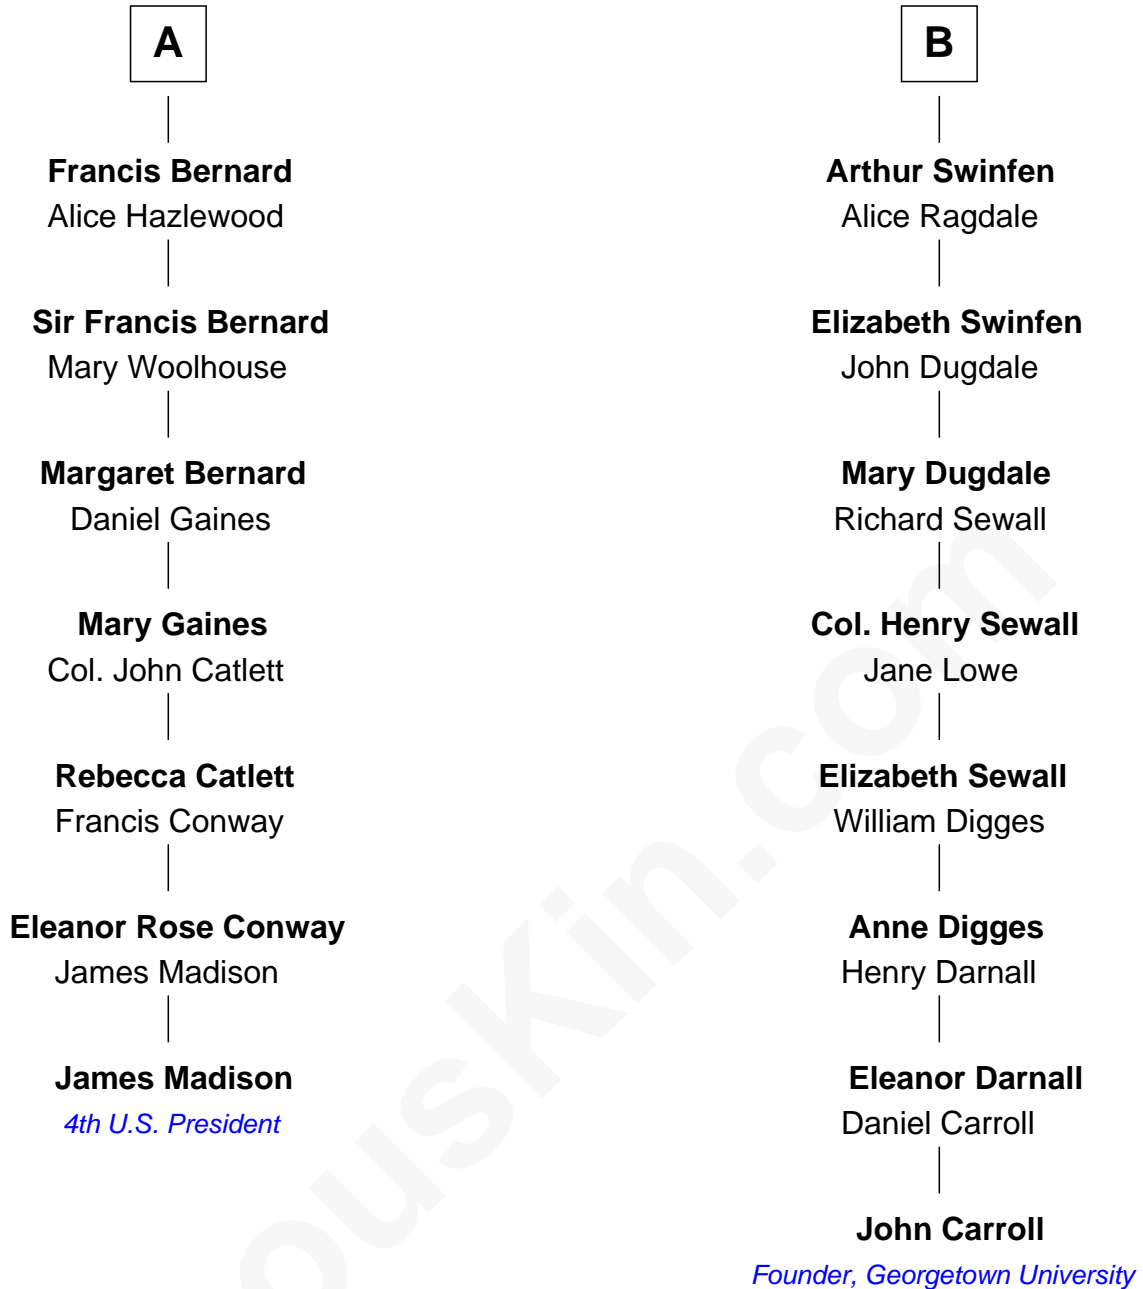 A
Francis Bernard
Alice Hazlewood
Sir Francis Bernard
Mary Woolhouse
Margaret Bernard
Daniel Gaines
Mary Gaines
Col. John Catlett
Rebecca Catlett
Francis Conway
Eleanor Rose Conway
James Madison
James Madison
4th U.S. President
B
Arthur Swinfen
Alice Ragdale
Elizabeth Swinfen
John Dugdale
Mary Dugdale
Richard Sewall
Col. Henry Sewall
Jane Lowe
Elizabeth Sewall
William Digges
Anne Digges
Henry Darnall
Eleanor Darnall
Daniel Carroll
John Carroll
Founder, Georgetown University
ousKin.com